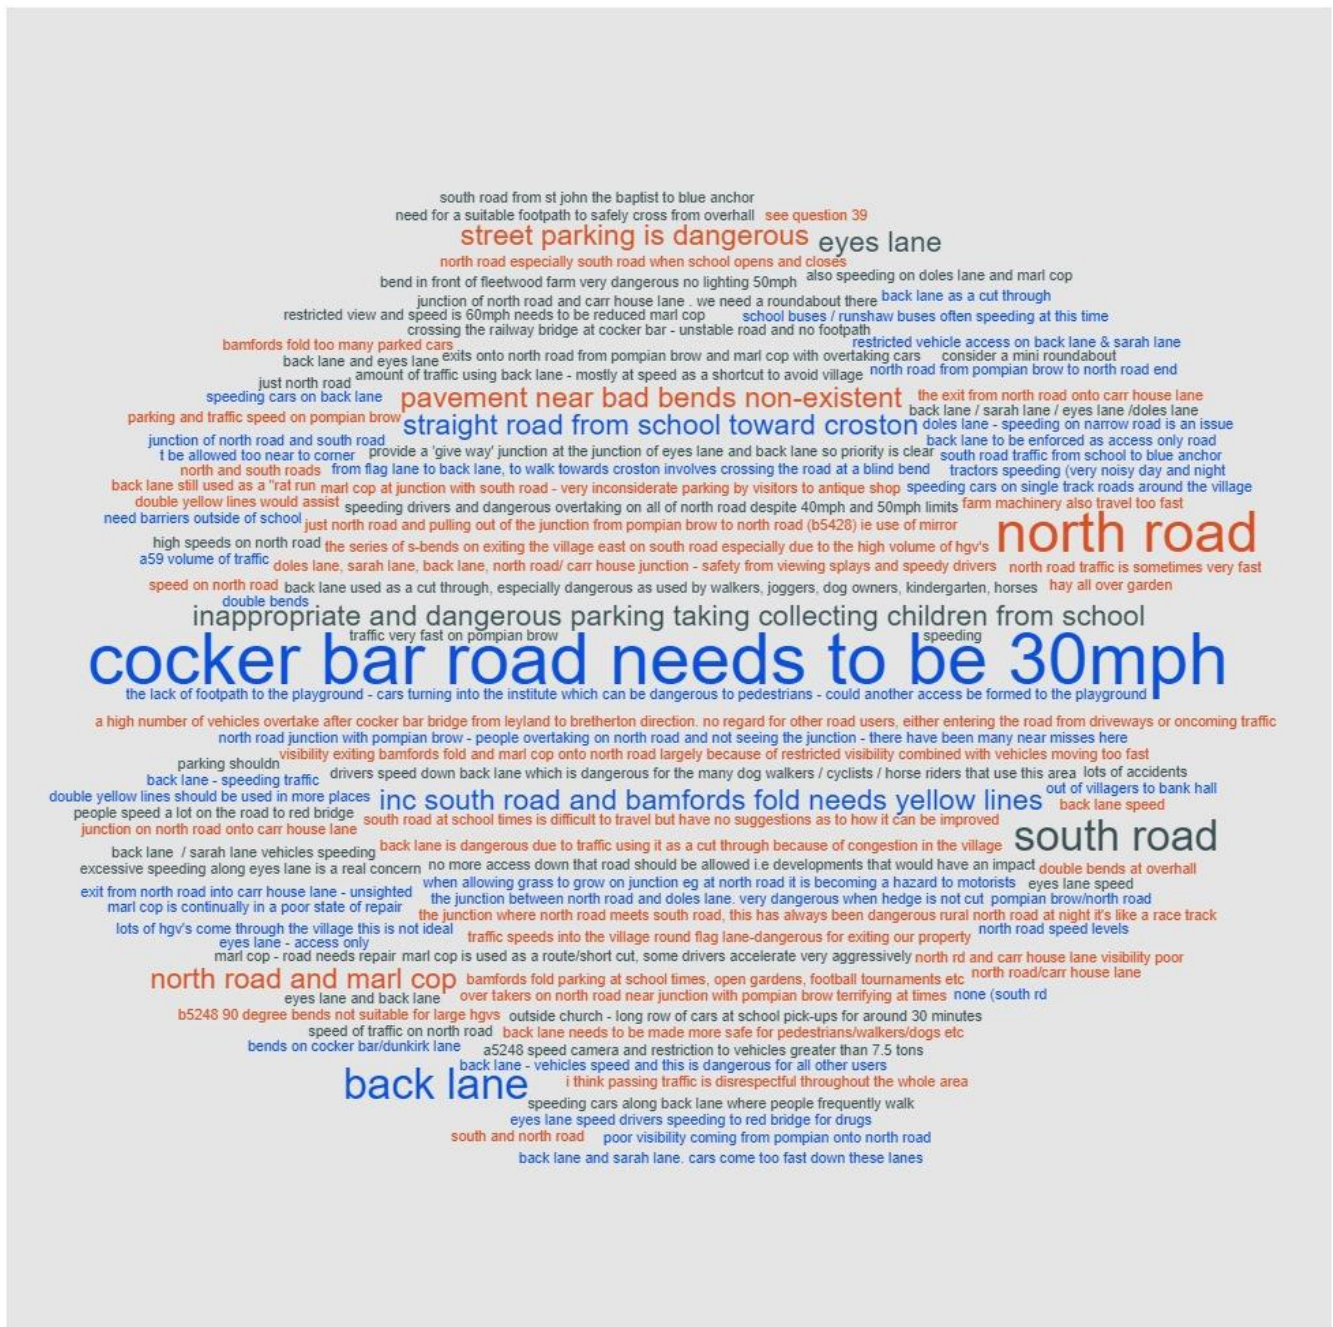 south road from st john the baptist to blue anchor
need for a suitable footpath to safely cross from overhall see question 39
street parking is dangerous eyes lane
north road especially south road when school opens and closes
bend in front of fleetwood farm very dangerous no lighting 50mph also speeding on doles lane and marl cop
junction of north road and carr house lane . we need a roundabout there back lane as a cut through
restricted view and speed is 60mph needs to be reduced marl cop school buses / runshaw buses often speeding at this time
crossing the railway bridge at cocker bar - unstable road and no footpath
bamfords fold too many parked cars restricted vehicle access on back lane & sarah lane
back lane and eyes lane exits onto north road from pompian brow and marl cop with overtaking cars consider a mini roundabout
just north road amount of traffic using back lane - mostly at speed as a shortcut to avoid village north road from pompian brow to north road end
speeding cars on back lane pavement near bad bends non-existent the exit from north road onto carr house lane
parking and traffic speed on pompian brow back lane / sarah lane / eyes lane /doles lane
straight road from school toward croston doles lane - speeding on narrow road is an issue
junction of north road and south road back lane to be enforced as access only road
t be allowed too near to corner provide a 'give way' junction at the junction of eyes lane and back lane so priority is clear south road traffic from school to blue anchor
north and south roads from flag lane to back lane, to walk towards croston involves crossing the road at a blind bend tractors speeding (very noisy day and night
back lane still used as a "rat run marl cop at junction with south road - very inconsiderate parking by visitors to antique shop speeding cars on single track roads around the village
double yellow lines would assist speeding drivers and dangerous overtaking on all of north road despite 40mph and 50mph limits farm machinery also travel too fast
need barriers outside of school just north road and pulling out of the junction from pompian brow to north road (b5428) ie use of mirror north road
high speeds on north road the series of s-bends on exiting the village east on south road especially due to the high volume of hgv's
a59 volume of traffic doles lane, sarah lane, back lane, north road/ carr house junction - safety from viewing splays and speedy drivers north road traffic is sometimes very fast
speed on north road back lane used as a cut through, especially dangerous as used by walkers, joggers, dog owners, kindergarten, horses hay all over garden
double bends
inappropriate and dangerous parking taking collecting children from school
traffic very fast on pompian brow speeding
cocker bar road needs to be 30mph
the lack of footpath to the playground - cars turning into the institute which can be dangerous to pedestrians - could another access be formed to the playground
a high number of vehicles overtake after cocker bar bridge from leyland to bretherton direction. no regard for other road users, either entering the road from driveways or oncoming traffic
north road junction with pompian brow - people overtaking on north road and not seeing the junction - there have been many near misses here
visibility exiting bamfords fold and marl cop onto north road largely because of restricted visibility combined with vehicles moving too fast
parking shouldn
back lane - speeding traffic drivers speed down back lane which is dangerous for the many dog walkers / cyclists / horse riders that use this area lots of accidents
out of villagers to bank hall
double yellow lines should be used in more places inc south road and bamfords fold needs yellow lines back lane speed
people speed a lot on the road to red bridge south road at school times is difficult to travel but have no suggestions as to how it can be improved
junction on north road onto carr house lane south road
back lane / sarah lane vehicles speeding back lane is dangerous due to traffic using it as a cut through because of congestion in the village
excessive speeding along eyes lane is a real concern no more access down that road should be allowed i.e developments that would have an impact double bends at overhall
exit from north road into carr house lane - unsighted when allowing grass to grow on junction eg at north road it is becoming a hazard to motorists eyes lane speed
marl cop is continually in a poor state of repair the junction between north road and doles lane. very dangerous when hedge is not cut pompian brow/north road
the junction where north road meets south road, this has always been dangerous rural north road at night it's like a race track
lots of hgv's come through the village this is not ideal traffic speeds into the village round flag lane-dangerous for exiting our property north road speed levels
eyes lane - access only
marl cop - road needs repair marl cop is used as a route/short cut, some drivers accelerate very aggressively north rd and carr house lane visibility poor
north road and marl cop bamfords fold parking at school times, open gardens, football tournaments etc north road/carr house lane
eyes lane and back lane over takers on north road near junction with pompian brow terrifying at times none (south rd
b5248 90 degree bends not suitable for large hgvs outside church - long row of cars at school pick-ups for around 30 minutes
speed of traffic on north road back lane needs to be made more safe for pedestrians/walkers/dogs etc
bends on cocker bar/dunkirk lane a5248 speed camera and restriction to vehicles greater than 7.5 tons
back lane - vehicles speed and this is dangerous for all other users
back lane i think passing traffic is disrespectful throughout the whole area
speeding cars along back lane where people frequently walk
eyes lane speed drivers speeding to red bridge for drugs
south and north road poor visibility coming from pompian onto north road
back lane and sarah lane. cars come too fast down these lanes